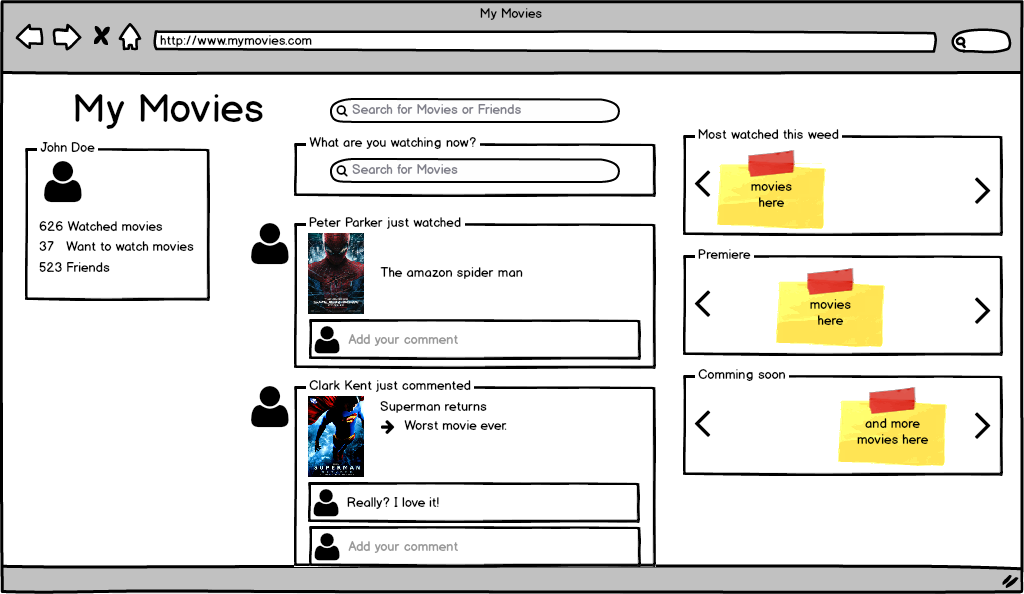 My Movies
http://www.mymovies.com
My Movies
Search for Movies or Friends
John Doe
626 Watched movies
37 Want to watch movies
523 Friends
What are you watching now?
Search for Movies
Peter Parker just watched
The amazon spider man
Add your comment
Clark Kent just commented
Superman returns
Worst movie ever.
SUPERMAN
Really? I love it!
Add your comment
Most watched this weed
movies
here
Premiere
movies
here
Comming soon
and more
movies here